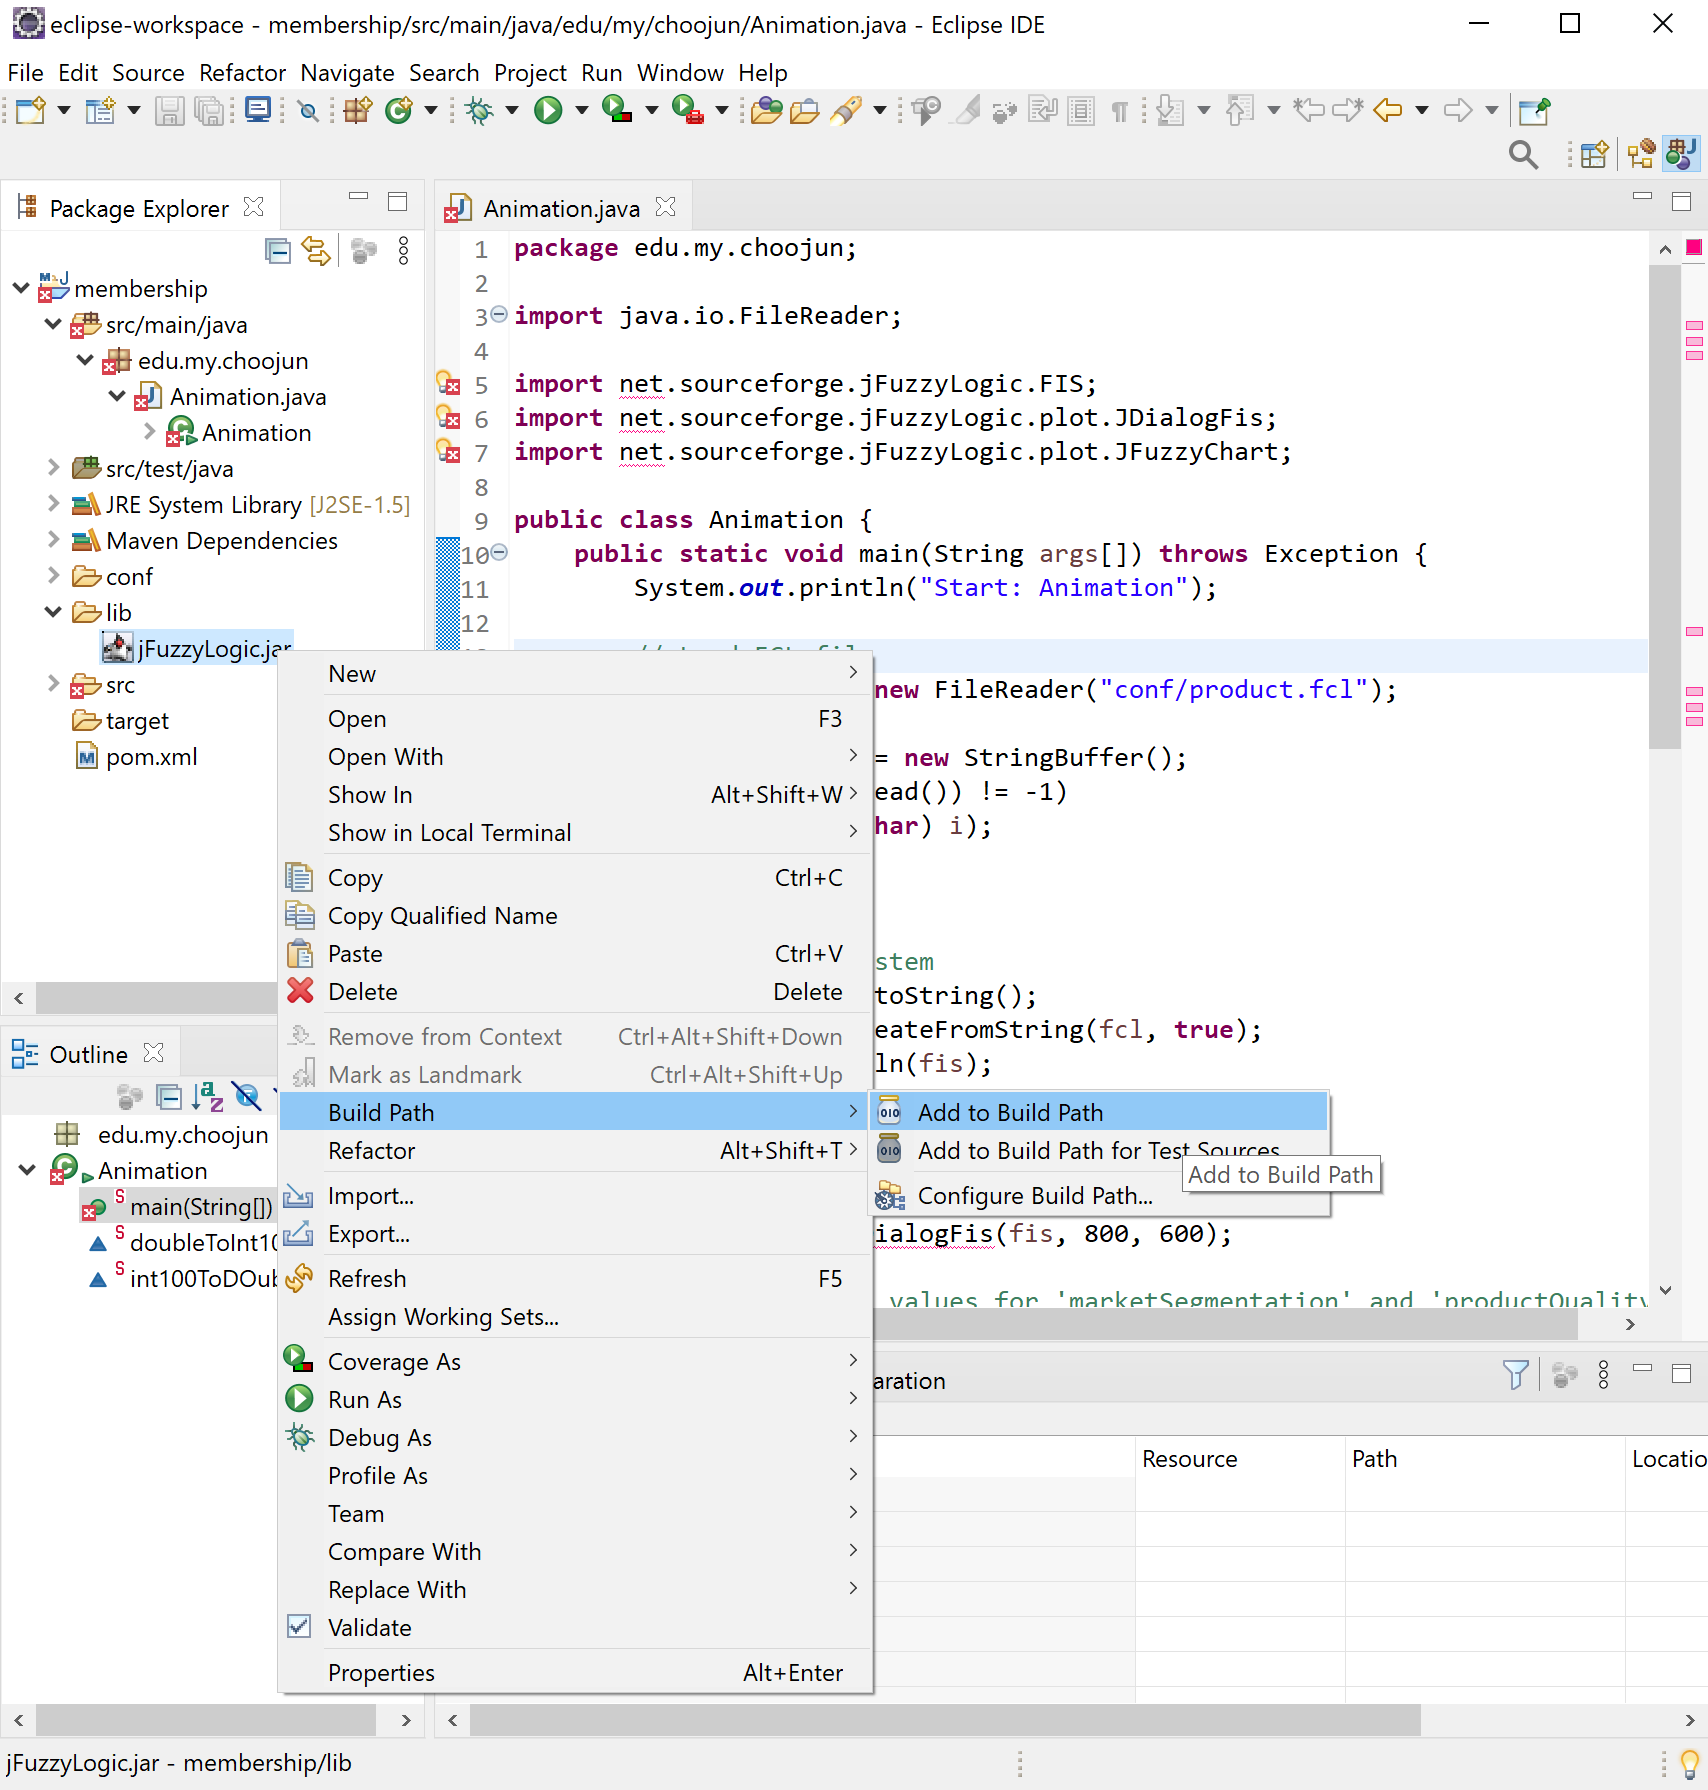 eclipse-workspace - membership/src/main/java/edu/my/choojun/Animation.java - Eclipse IDE
File Edit Source Refactor Navigate Search Project Run Window Help
Package Explorer
membership
src/main/java
edu.my.choojun
Animation.java
Animation
src/test/java
JRE System Library [J2SE-1.5]
Maven Dependencies
conf
lib
jFuzzyLogic.jar
src
target
pom.xml
Outline
edu.my.choojun
Animation
main(String[])
doubleToInt10
int100ToDOub
Animation.java
1 package edu.my.choojun;
2
3 import java.io.FileReader;
4
5 import net.sourceforge.jFuzzyLogic.FIS;
6 import net.sourceforge.jFuzzyLogic.plot.JDialogFis;
7 import net.sourceforge.jFuzzyLogic.plot.JFuzzyChart;
8
9 public class Animation {
10 public static void main(String args[]) throws Exception {
11 System.out.println("Start: Animation");
12
new FileReader("conf/product.fcl");
= new StringBuffer();
ead()) != -1)
har) i);
stem
toString();
eateFromString(fcl, true);
ln(fis);
ialogFis(fis, 800, 600);
values for 'marketSegmentation' and 'productQuality
New
Open F3
Open With
Show In Alt+Shift+W
Show in Local Terminal
Copy Ctrl+C
Copy Qualified Name
Paste Ctrl+V
Delete Delete
Remove from Context Ctrl+Alt+Shift+Down
Mark as Landmark Ctrl+Alt+Shift+Up
Build Path
Refactor Alt+Shift+T
Import...
Export...
Refresh F5
Assign Working Sets...
Coverage As
Run As
Debug As
Profile As
Team
Compare With
Replace With
Validate
Properties Alt+Enter
Add to Build Path
Add to Build Path for Test Sources
Configure Build Path...
Add to Build Path
aration
Resource Path Locatio
jFuzzyLogic.jar - membership/lib